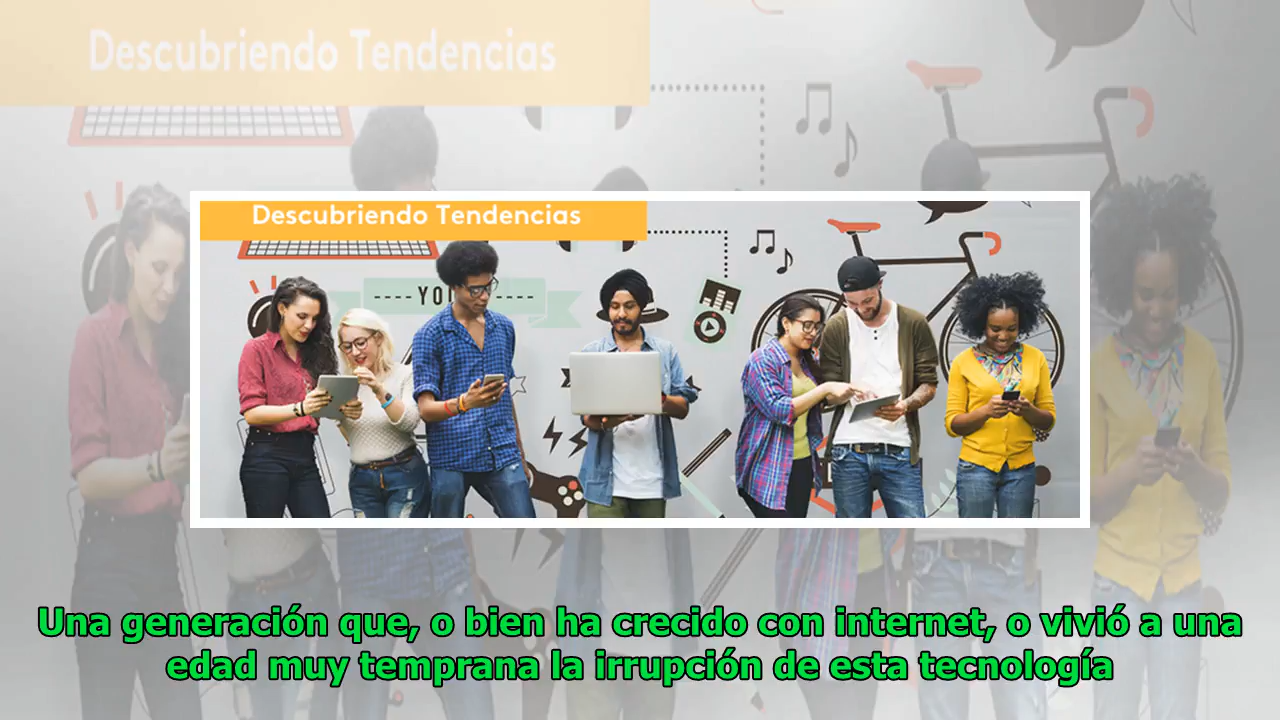 Descubriendo Tendencias
Descubriendo Tendencias
----YOU----
Una generación que, o bien ha crecido con internet, o vivió a una
edad muy temprana la irrupción de esta tecnología